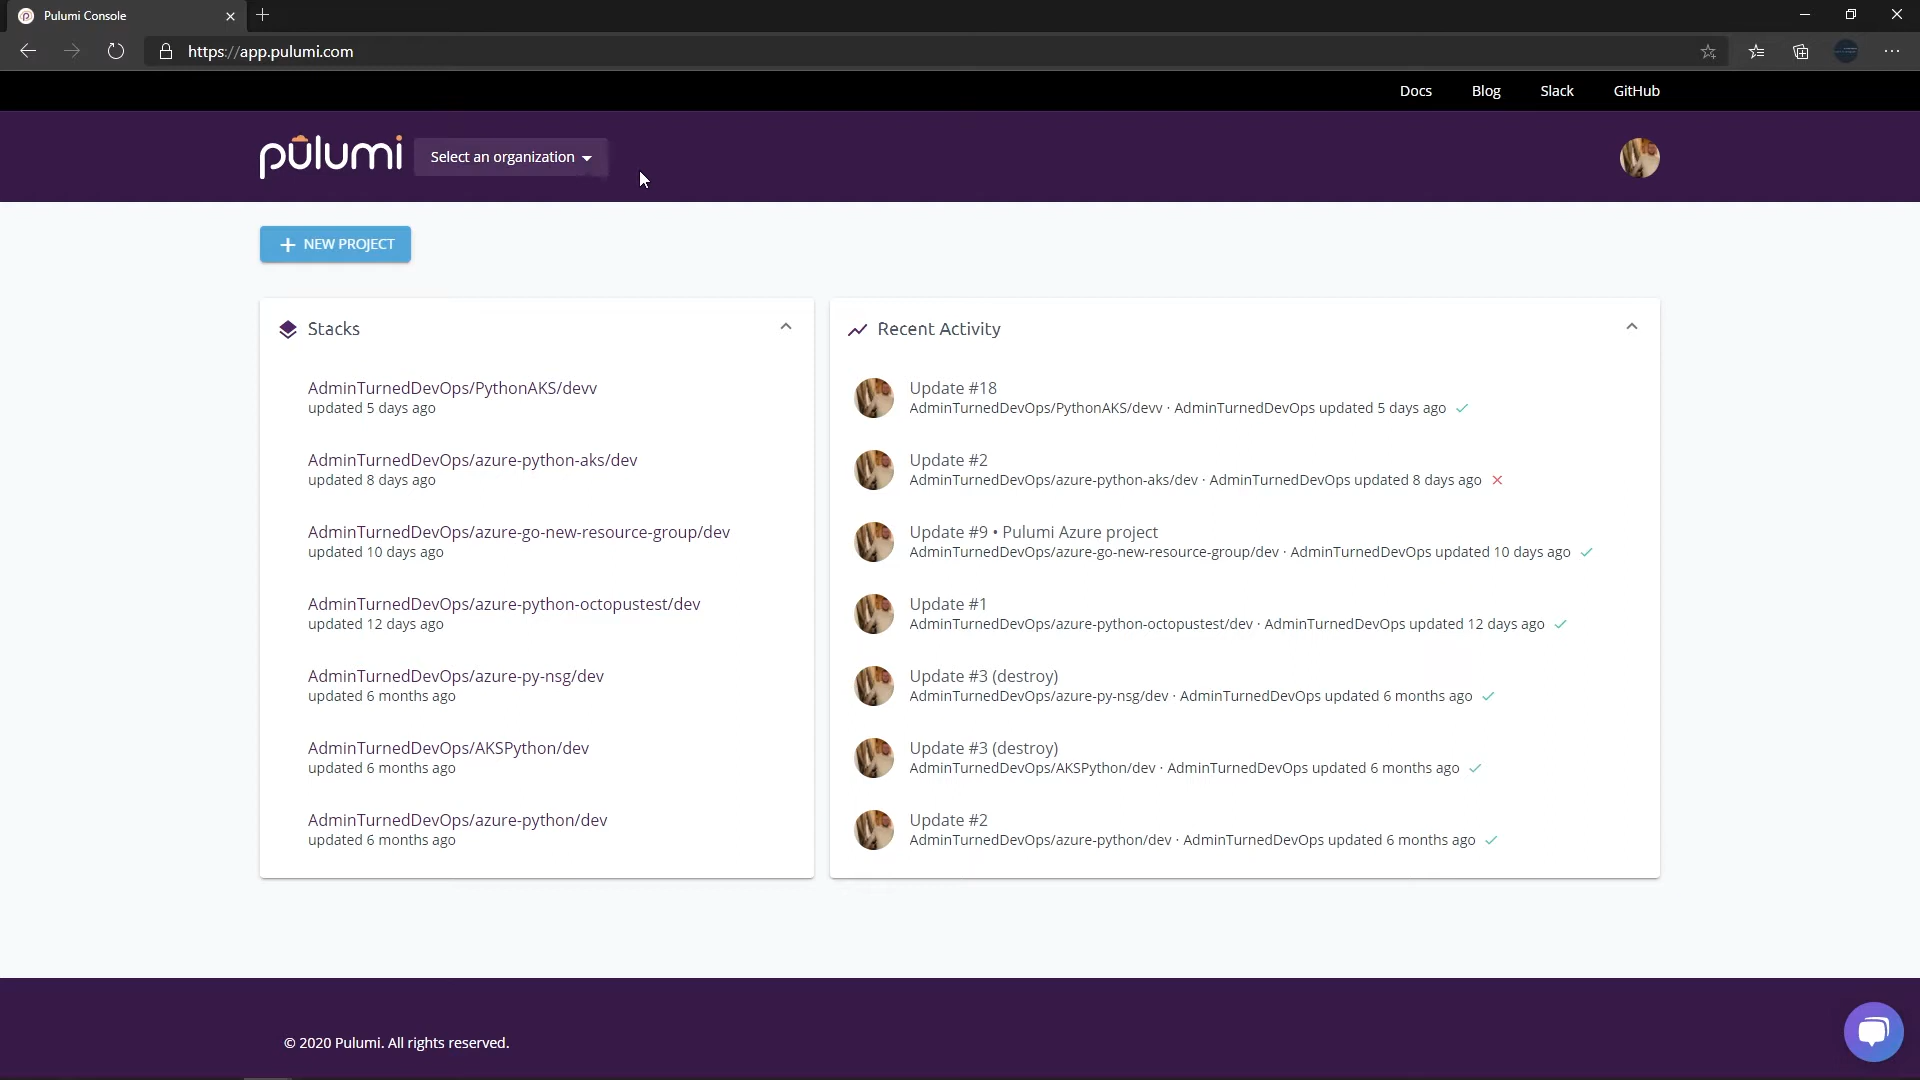 Pulumi Console
https://app.pulumi.com
Docs Blog Slack GitHub
pulumi Select an organization
NEW PROJECT
Stacks
AdminTurnedDevOps/PythonAKS/devv
updated 5 days ago
AdminTurnedDevOps/azure-python-aks/dev
updated 8 days ago
AdminTurnedDevOps/azure-go-new-resource-group/dev
updated 10 days ago
AdminTurnedDevOps/azure-python-octopustest/dev
updated 12 days ago
AdminTurnedDevOps/azure-py-nsg/dev
updated 6 months ago
AdminTurnedDevOps/AKSPython/dev
updated 6 months ago
AdminTurnedDevOps/azure-python/dev
updated 6 months ago
Recent Activity
Update #18
AdminTurnedDevOps/PythonAKS/devv · AdminTurnedDevOps updated 5 days ago
Update #2
AdminTurnedDevOps/azure-python-aks/dev · AdminTurnedDevOps updated 8 days ago
Update #9 • Pulumi Azure project
AdminTurnedDevOps/azure-go-new-resource-group/dev · AdminTurnedDevOps updated 10 days ago
Update #1
AdminTurnedDevOps/azure-python-octopustest/dev · AdminTurnedDevOps updated 12 days ago
Update #3 (destroy)
AdminTurnedDevOps/azure-py-nsg/dev · AdminTurnedDevOps updated 6 months ago
Update #3 (destroy)
AdminTurnedDevOps/AKSPython/dev · AdminTurnedDevOps updated 6 months ago
Update #2
AdminTurnedDevOps/azure-python/dev · AdminTurnedDevOps updated 6 months ago
© 2020 Pulumi. All rights reserved.